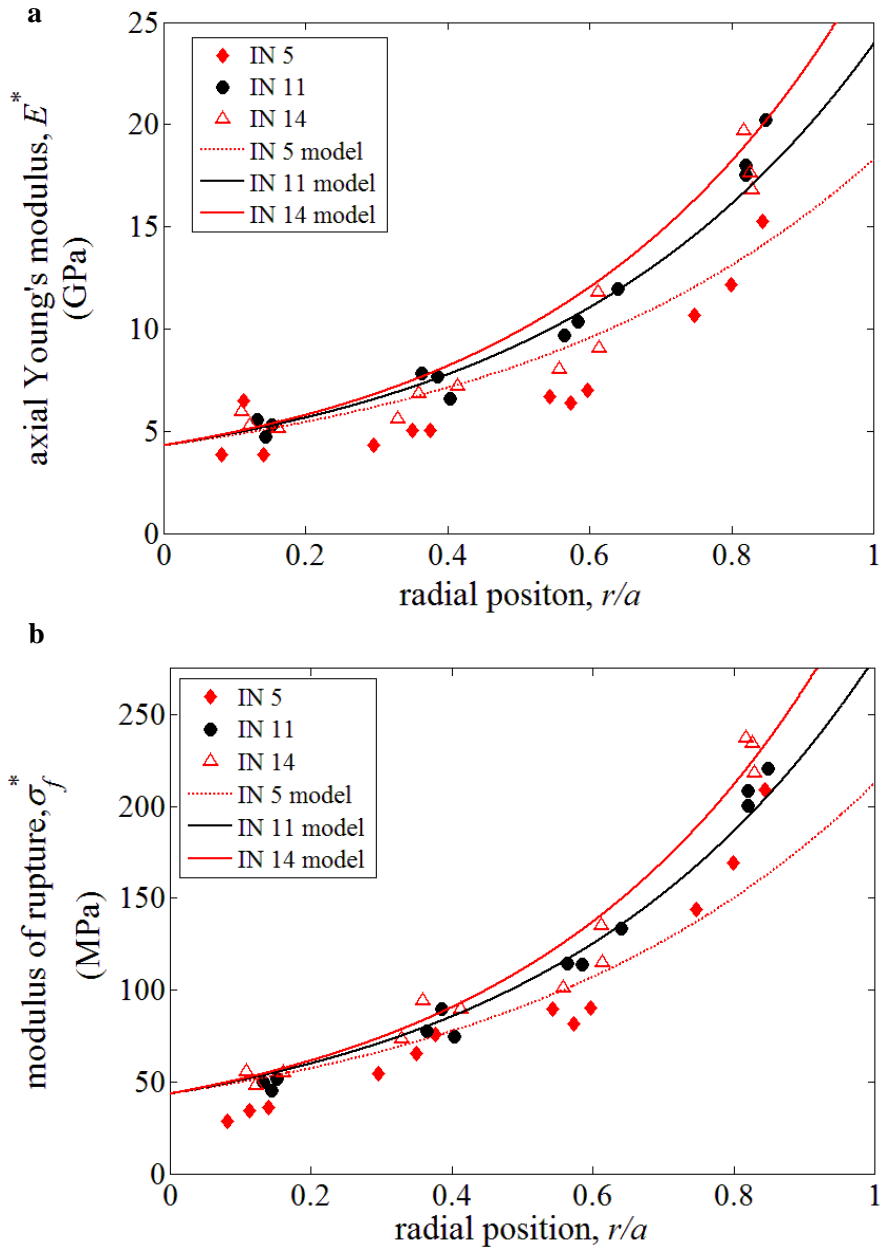 a
IN 5
IN 11
IN 14
IN 5 model
IN 11 model
IN 14 model
axial Young's modulus, E*
(GPa)
25
20
15
10
5
0
0 0.2 0.4 0.6 0.8 1
radial positon, r/a
b
IN 5
IN 11
IN 14
IN 5 model
IN 11 model
IN 14 model
modulus of rupture, σf*
(MPa)
250
200
150
100
50
0
0 0.2 0.4 0.6 0.8 1
radial position, r/a